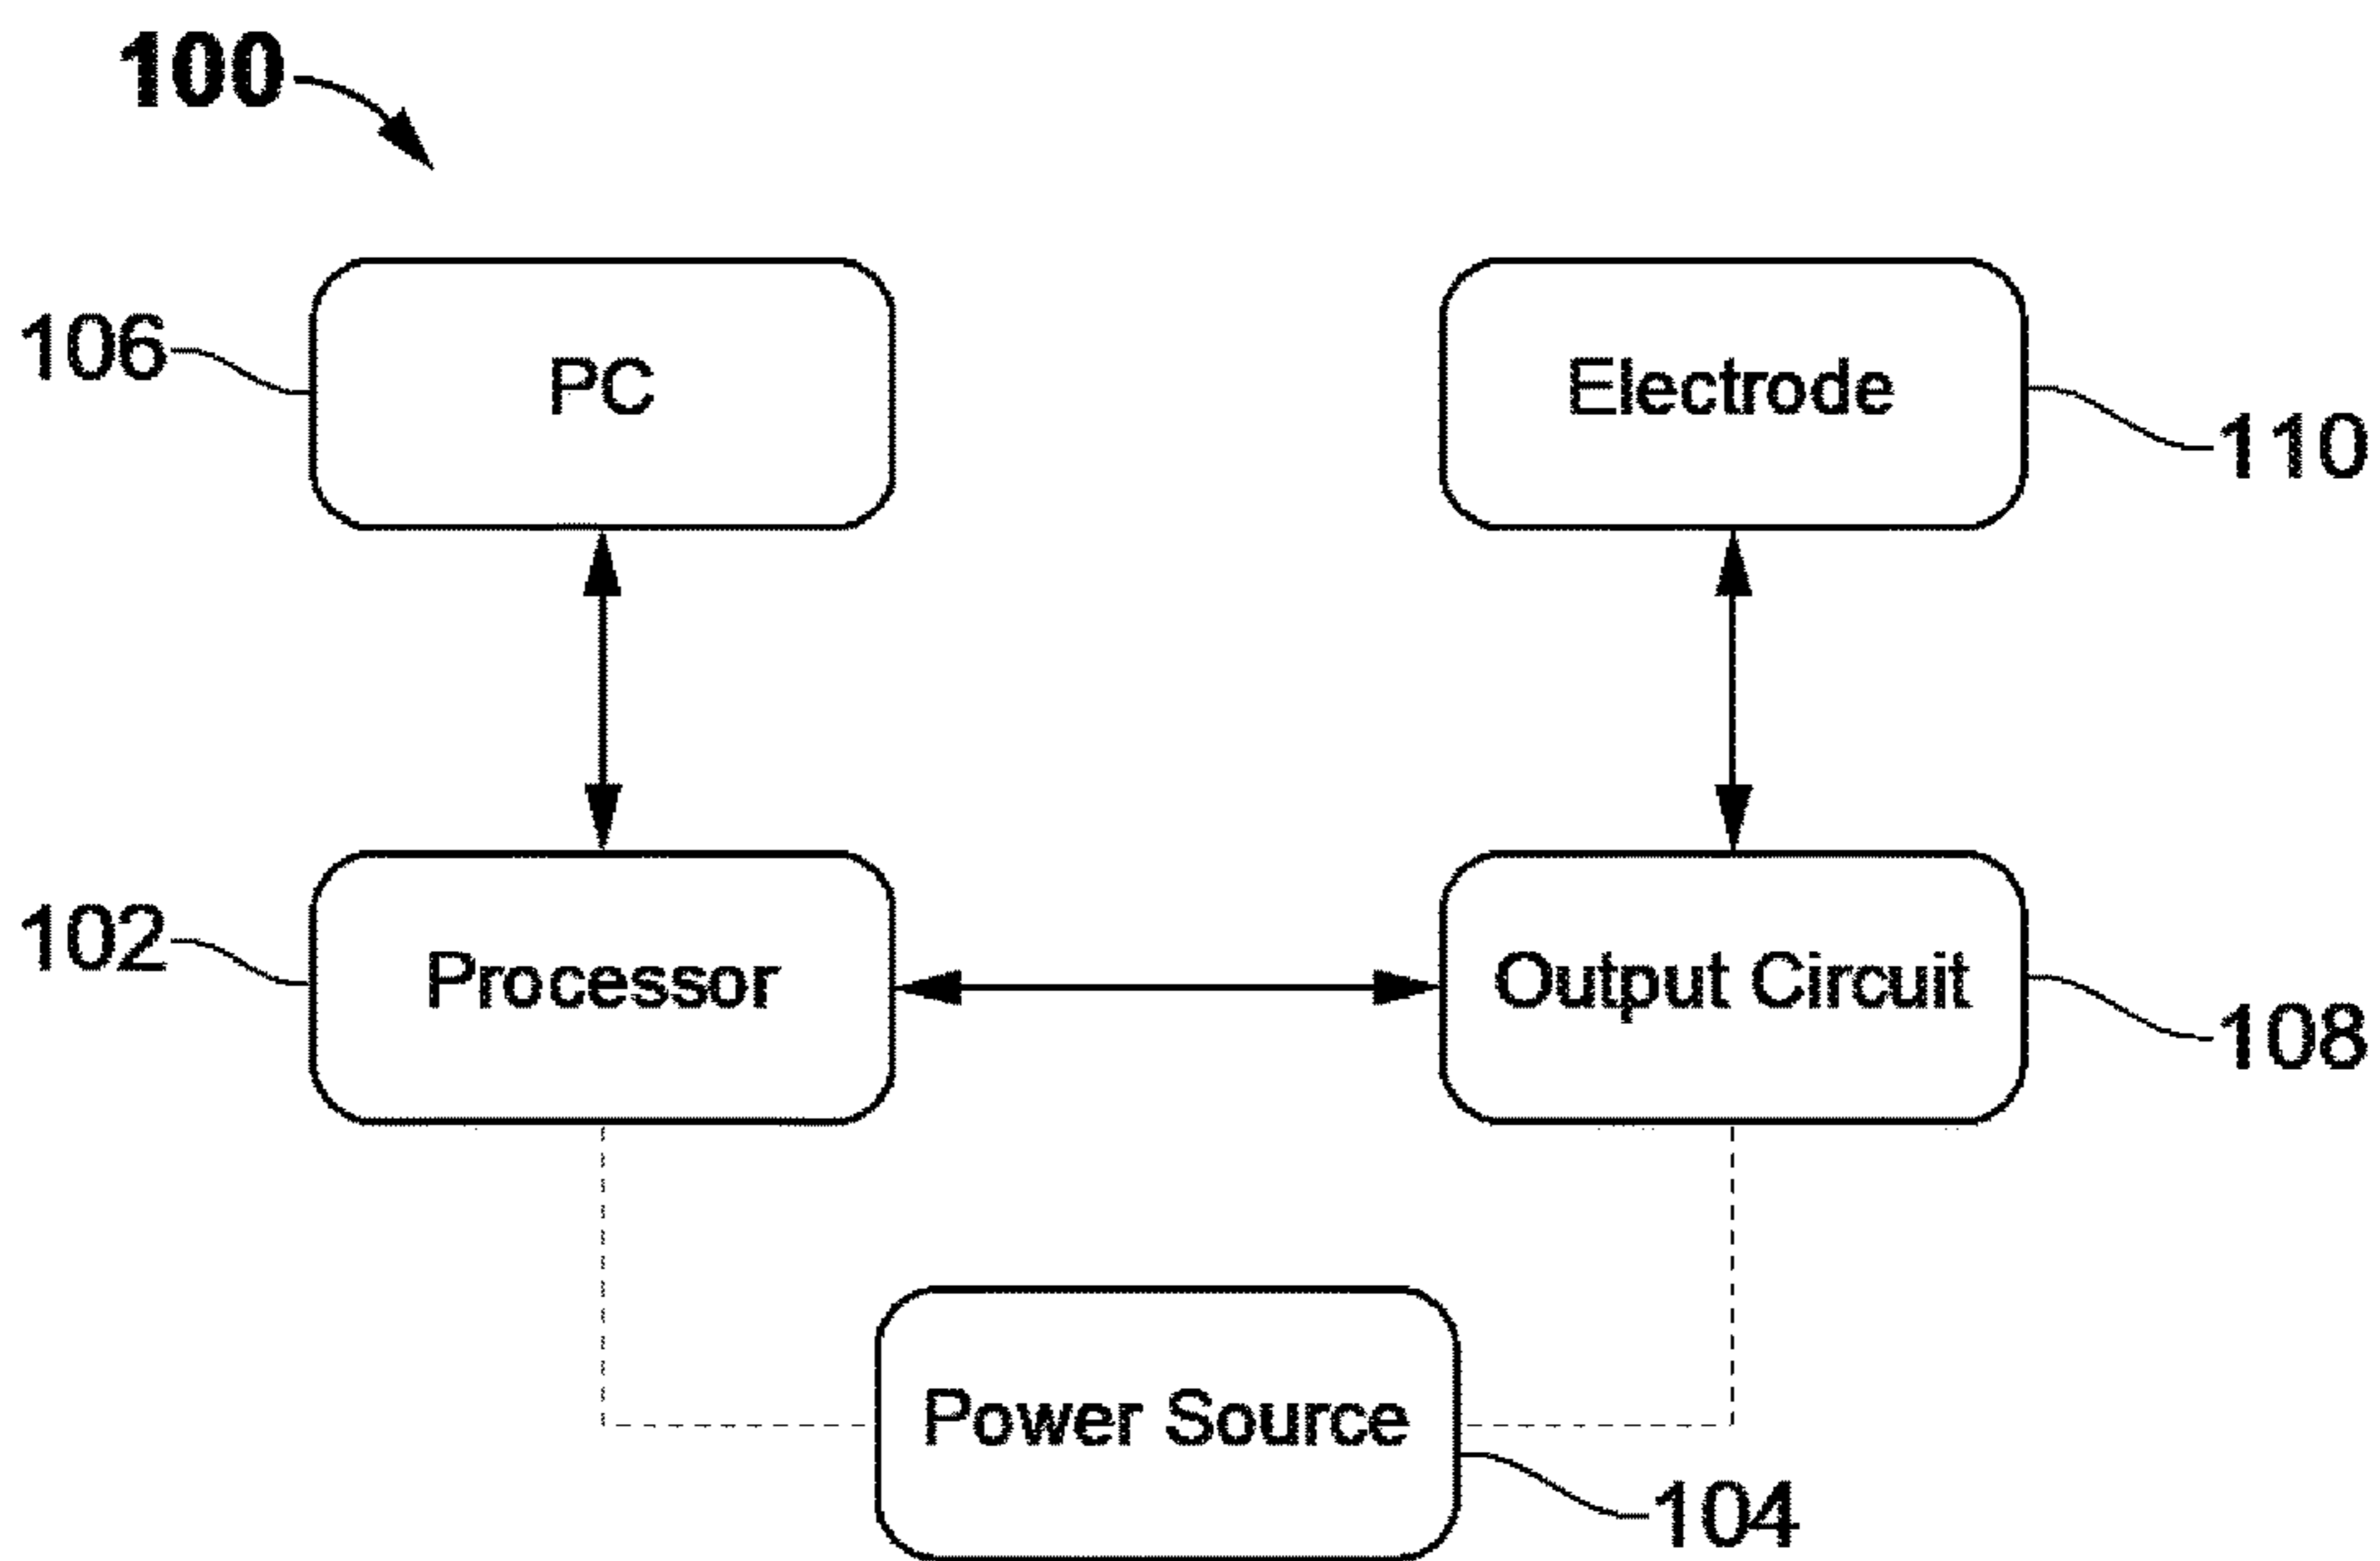 100
106
PC
Electrode
110
102
Processor
Output Circuit
108
Power Source
104